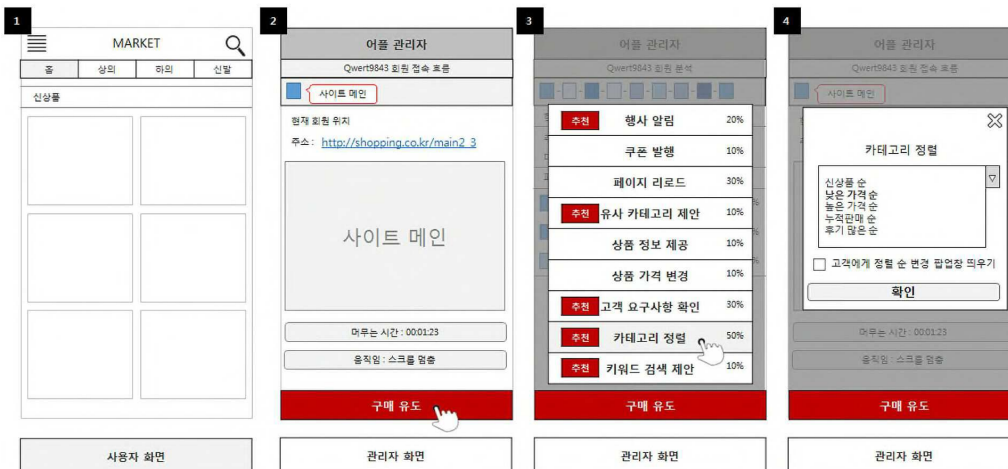 1
MARKET
홈 상의 하의 신발
신상품
사용자 화면
2
어플 관리자
Qwert9843 회원 접속 흐름
사이트 메인
현재 회원 위치
주소 : http://shopping.co.kr/main2_3
사이트 메인
머무는 시간 : 00:01:23
움직임 : 스크롤 멈춤
구매 유도
관리자 화면
3
어플 관리자
Qwert9843 회원 분석
추천 행사 알림 20%
쿠폰 발행 10%
페이지 리로드 30%
추천 유사 카테고리 제안 10%
상품 정보 제공 10%
상품 가격 변경 10%
추천 고객 요구사항 확인 30%
추천 카테고리 정렬 50%
추천 키워드 검색 제안 10%
구매 유도
관리자 화면
4
어플 관리자
Qwert9843 회원 접속 흐름
사이트 메인
카테고리 정렬
신상품 순
낮은 가격 순
높은 가격 순
누적판매 순
후기 많은 순
고객에게 정렬 순 변경 팝업창 띄우기
확인
머무는 시간 : 00:01:23
움직임 : 스크롤 멈춤
구매 유도
관리자 화면